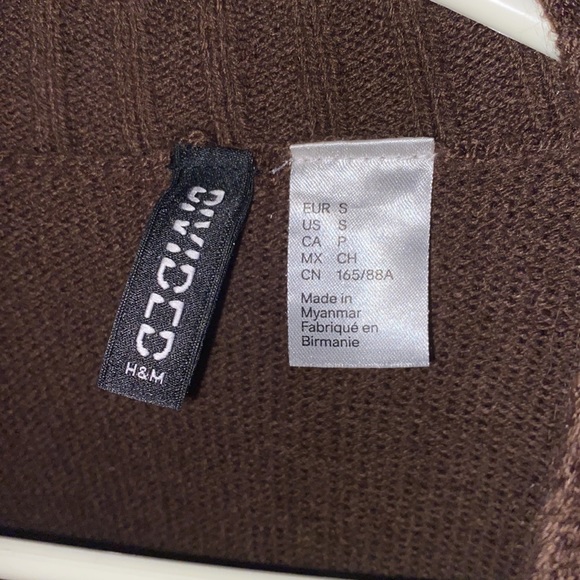 DIVIDED
H&M
EUR S
US S
CA P
MX CH
CN 165/88A
Made in
Myanmar
Fabriqué en
Birmanie